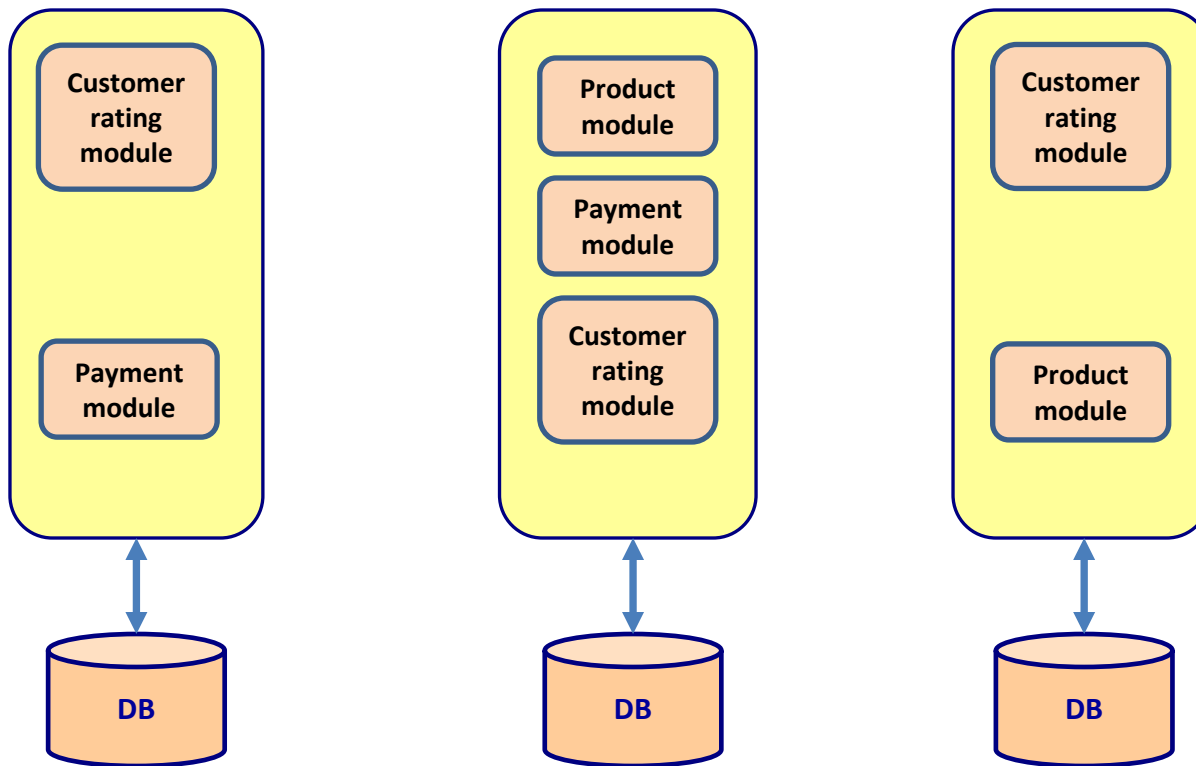 Customer
rating
module
Payment
module
DB
Product
module
Payment
module
Customer
rating
module
DB
Customer
rating
module
Product
module
DB